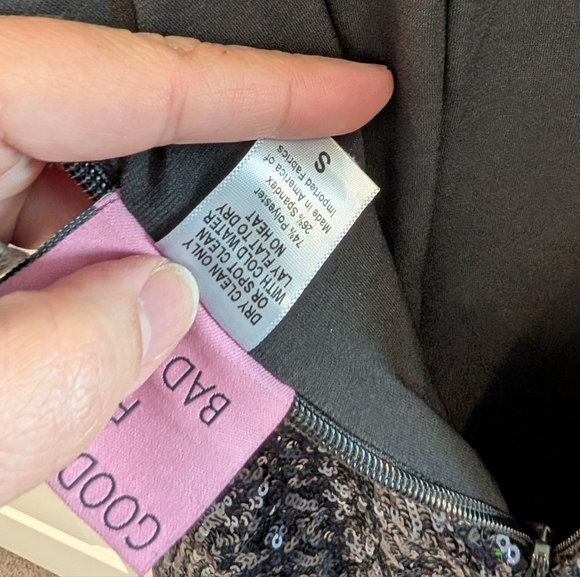 DRY CLEAN ONLY
OR SPOT CLEAN
WITH COLD WATER
LAY FLAT TO DRY
NO HEAT
74% Polyester
26% Spandex
Made in America of
Imported Fabrics
S
GOOD
BAD